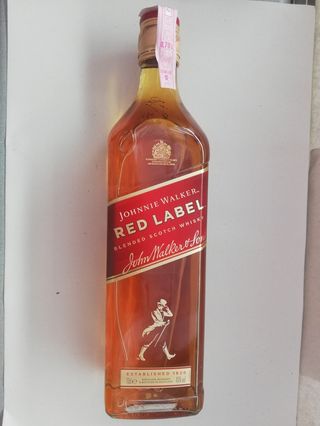 JOHNNIE WALKER
RED LABEL
BLENDED SCOTCH WHISKY
John Walker & Sons
ESTABLISHED 1820